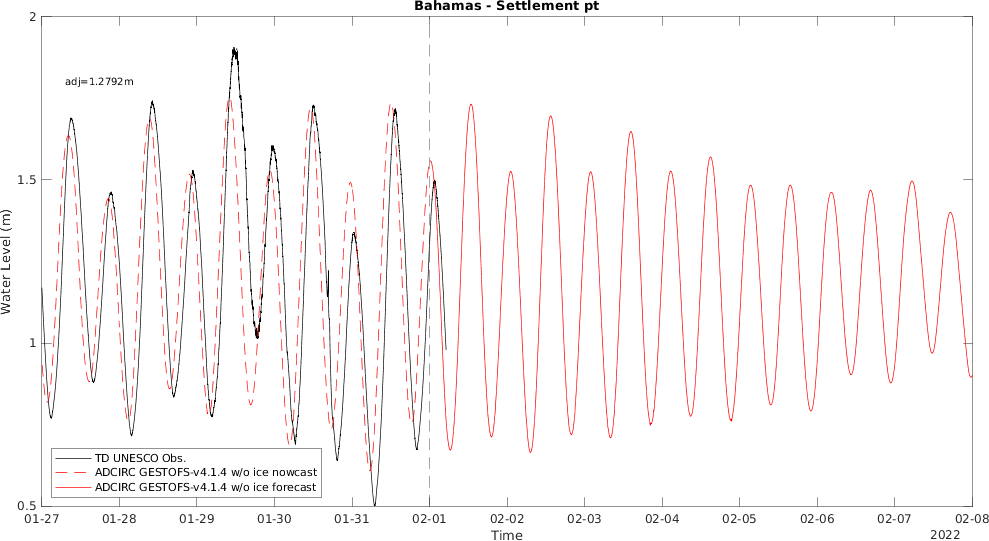 Bahamas - Settlement pt
2
adj=1.2792m
1.5
Water Level (m)
1
TD UNESCO Obs.
ADCIRC GESTOFS-v4.1.4 w/o ice nowcast
ADCIRC GESTOFS-v4.1.4 w/o ice forecast
0.5
01-27 01-28 01-29 01-30 01-31 02-01 02-02 02-03 02-04 02-05 02-06 02-07 02-08
Time
2022